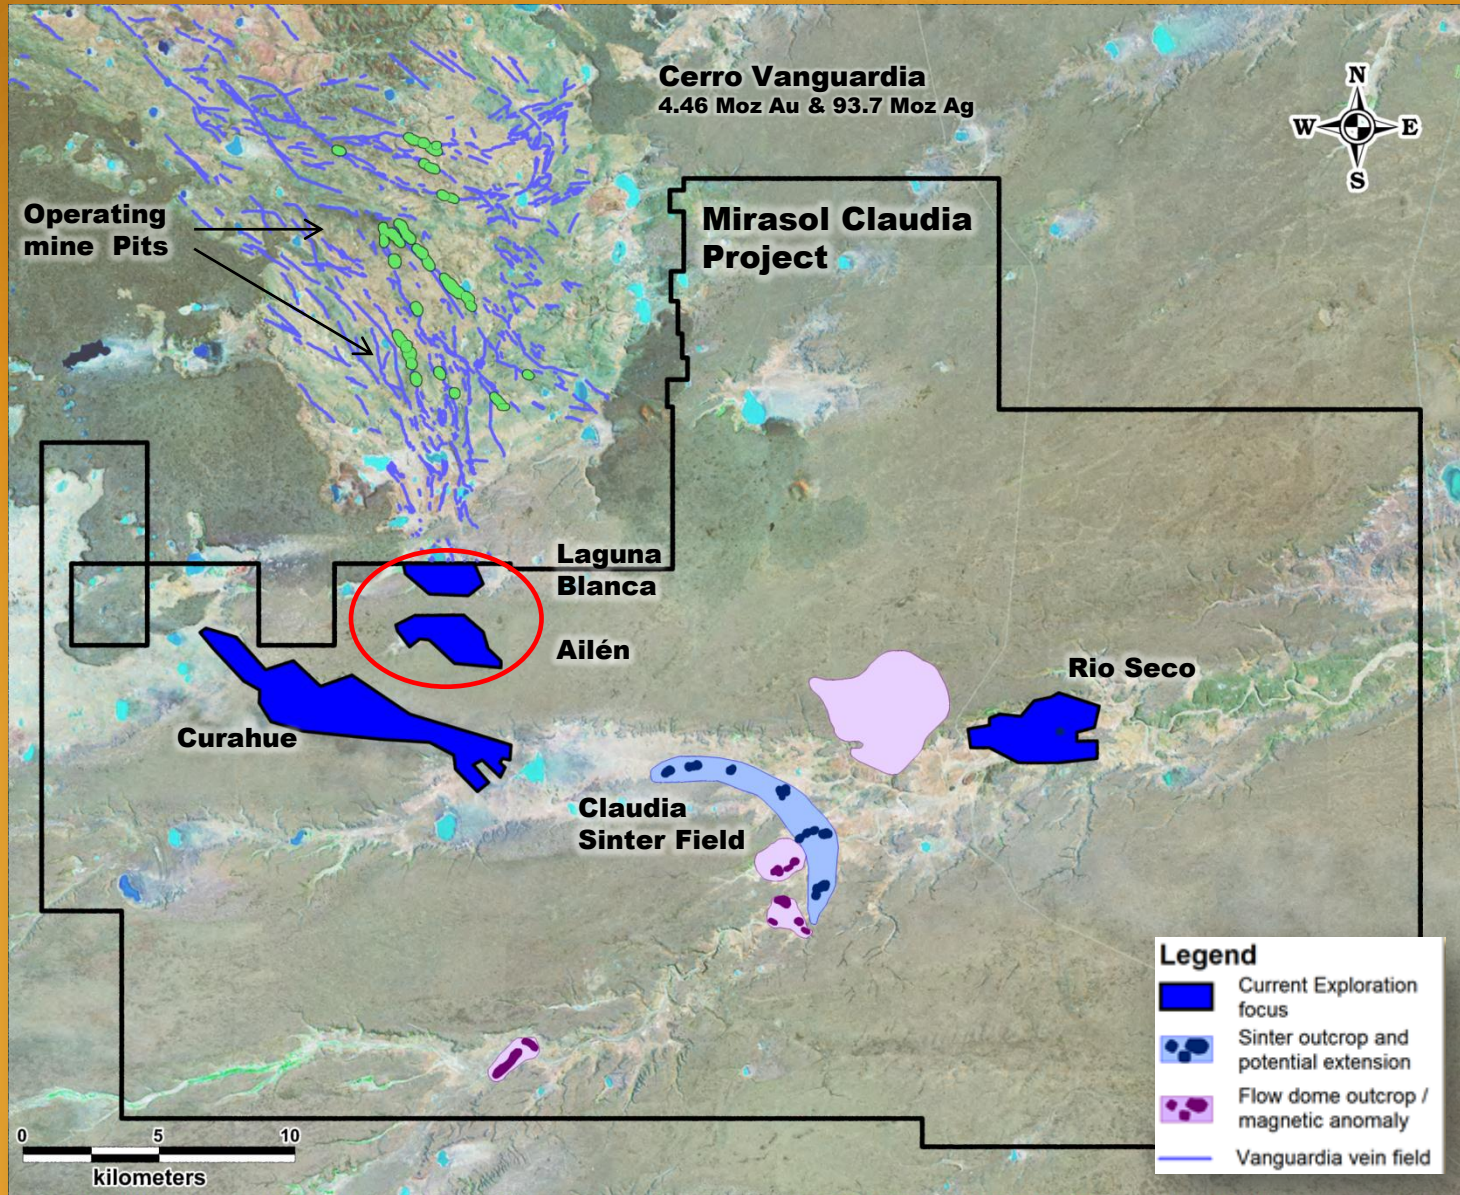 Cerro Vanguardia
4.46 Moz Au & 93.7 Moz Ag
N
W
E
S
Operating
mine Pits
Mirasol Claudia
Project
Laguna
Blanca
Ailén
Rio Seco
Curahue
Claudia
Sinter Field
Legend
Current Exploration
focus
Sinter outcrop and
potential extension
Flow dome outcrop /
magnetic anomaly
Vanguardia vein field
0 5 10
kilometers